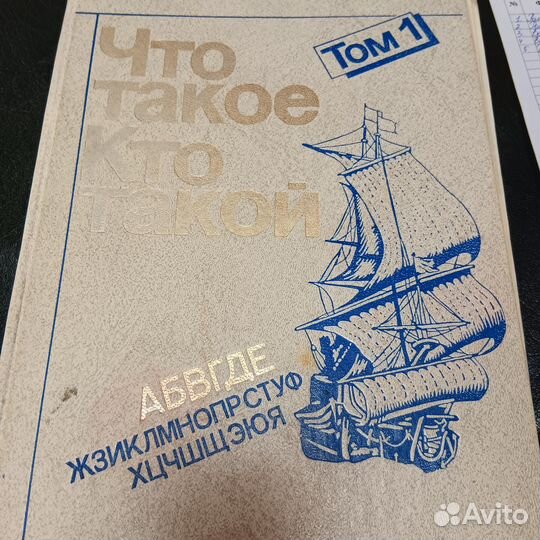 Что
такое
Кто
такой
Том 1
АБВГДЕ
ЖЗИКЛМНОПРСТУФ
ХЦЧШЩЭЮЯ
Avito